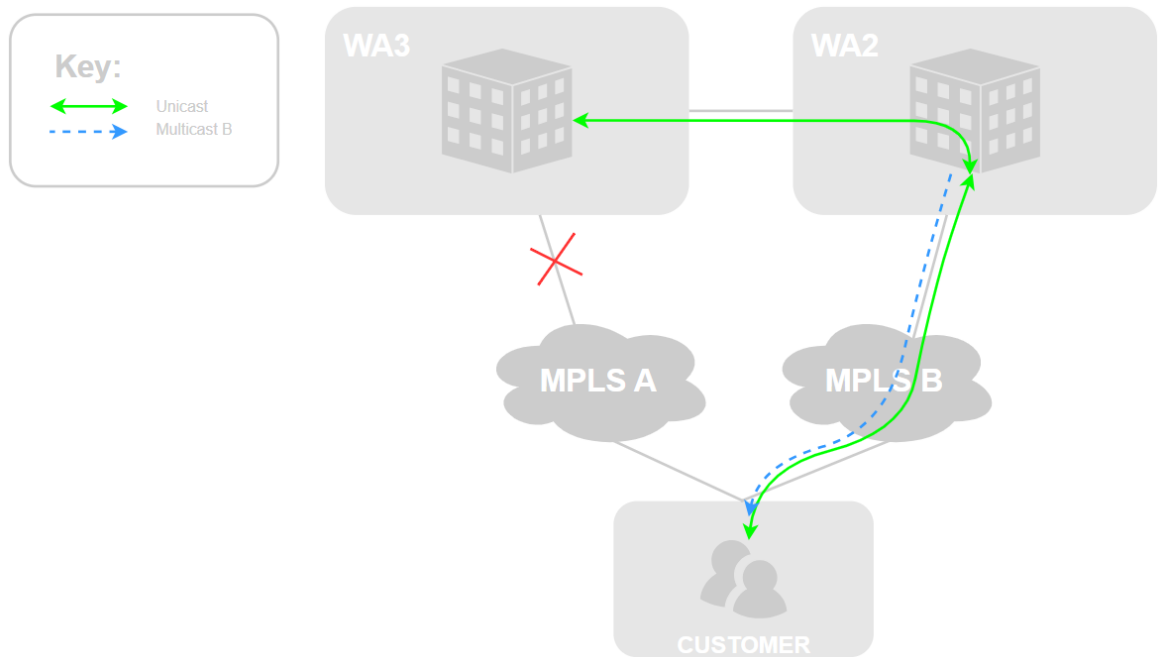 WA3
WA2
Key:
Unicast
Multicast B
MPLS A
MPLS B
CUSTOMER